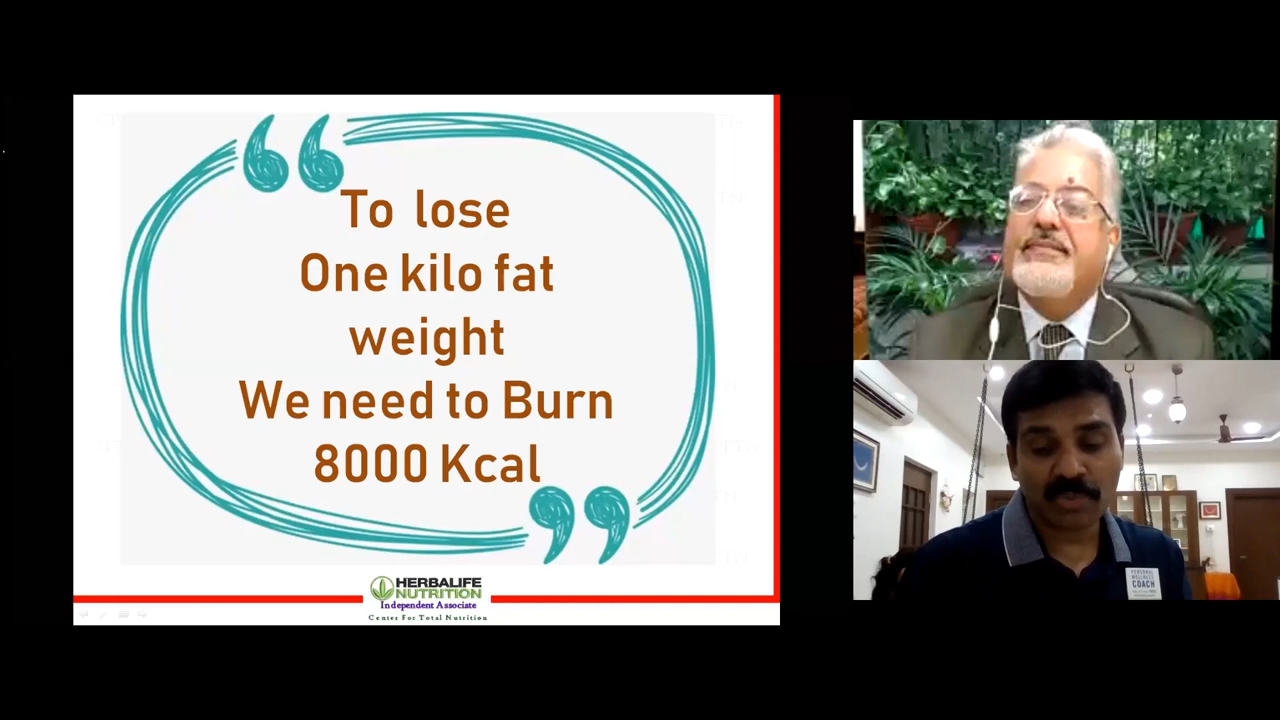 To lose
One kilo fat
weight
We need to Burn
8000 Kcal
HERBALIFE
NUTRITION
Independent Associate
Center For Total Nutrition
PERSONAL
WELLNESS
COACH